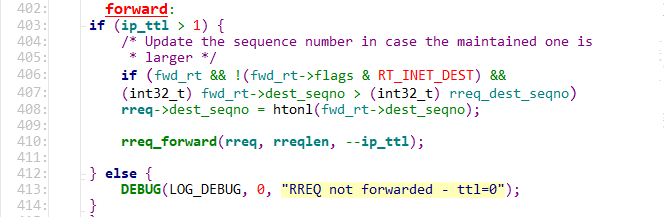 402: forward:
403: if (ip_ttl > 1) {
404: /* Update the sequence number in case the maintained one is
405: * larger */
406: if (fwd_rt && !(fwd_rt->flags & RT_INET_DEST) &&
407: (int32_t) fwd_rt->dest_seqno > (int32_t) rreq_dest_seqno)
408: rreq->dest_seqno = htonl(fwd_rt->dest_seqno);
409:
410: rreq_forward(rreq, rreqlen, --ip_ttl);
411:
412: } else {
413: DEBUG(LOG_DEBUG, 0, "RREQ not forwarded - ttl=0");
414: }